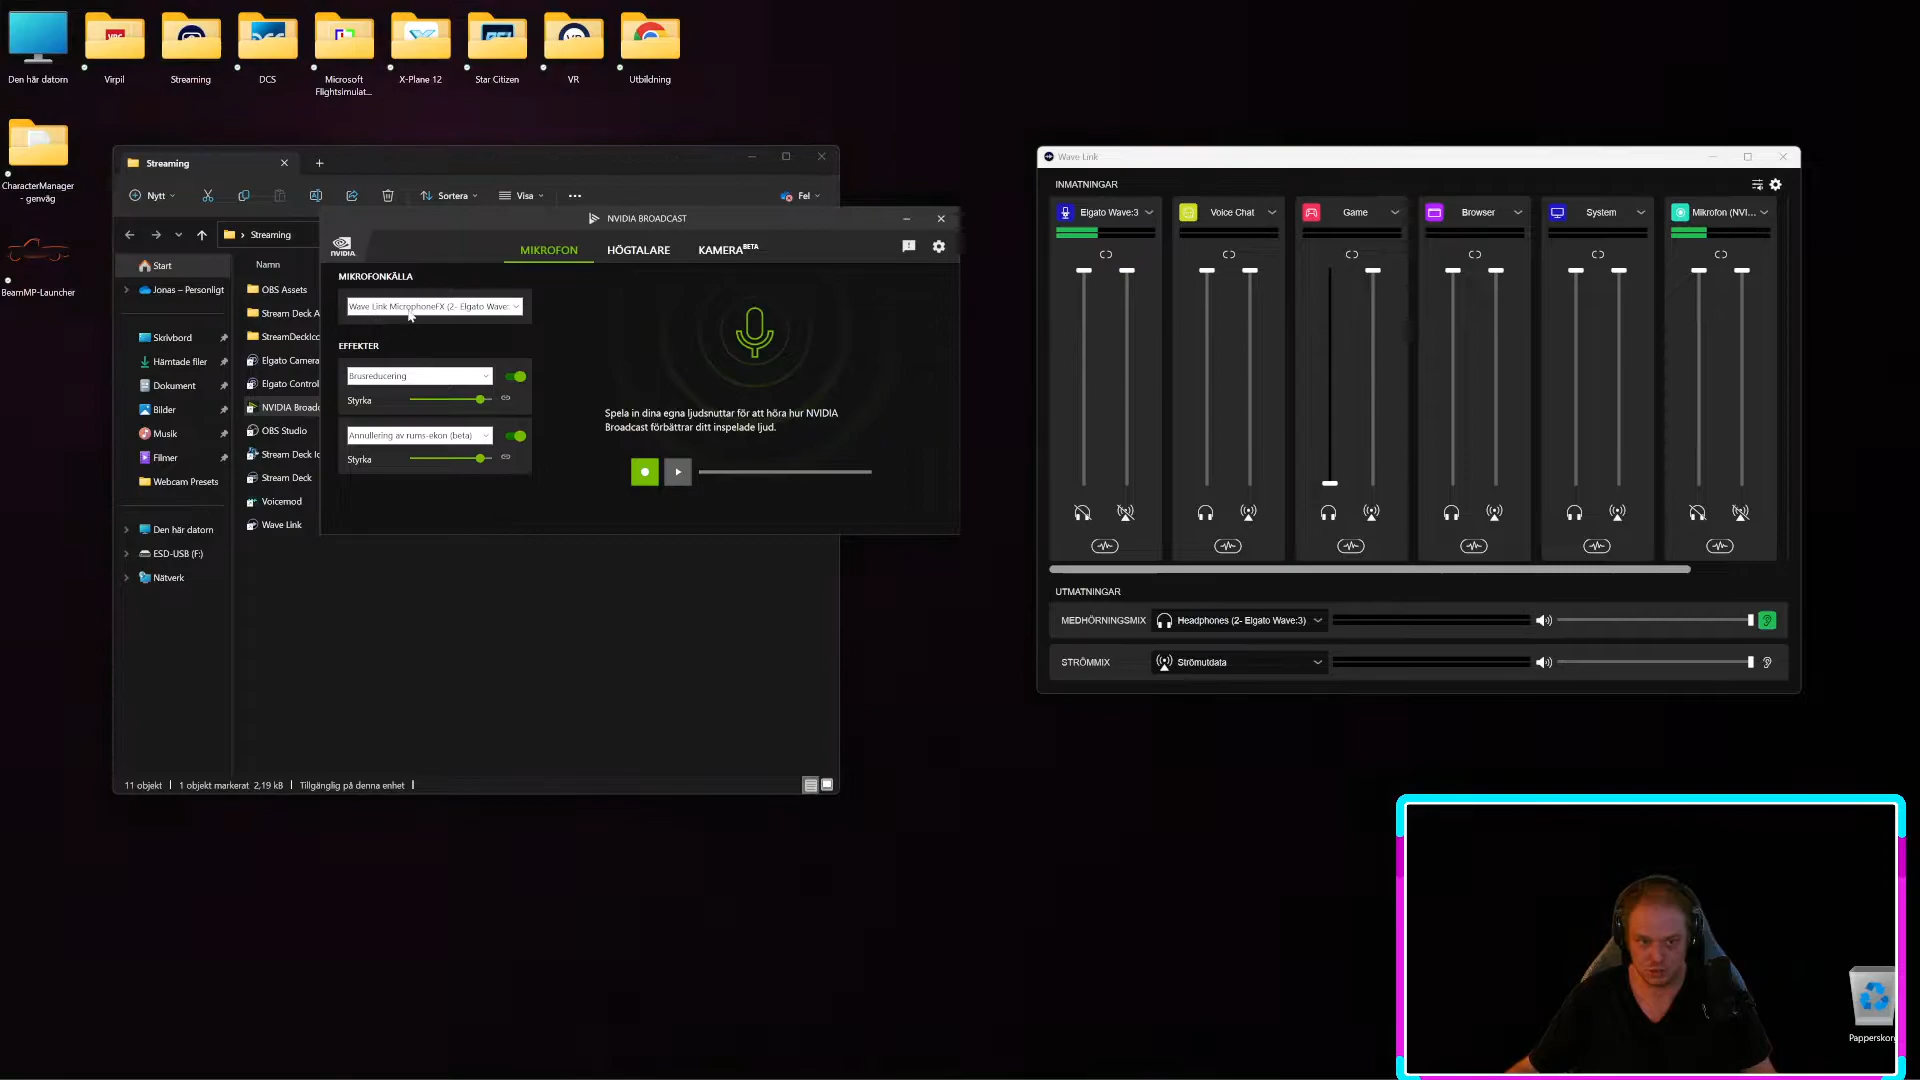 Den här datorn
Virpil
Streaming
DCS
Microsoft
Flightsimulat...
X-Plane 12
Star Citizen
VR
Utbildning
CharacterManager
- genväg
BeamMP-Launcher
Streaming
Nytt
Sortera
Visa
Fel
Streaming
Start
Jonas – Personligt
Skrivbord
Hämtade filer
Dokument
Bilder
Musik
Filmer
Webcam Presets
Den här datorn
ESD-USB (F:)
Nätverk
Namn
OBS Assets
Stream Deck A
StreamDeckIco
Elgato Camera
Elgato Control
NVIDIA Broadc
OBS Studio
Stream Deck Ic
Stream Deck
Voicemod
Wave Link
11 objekt
1 objekt markerat 2,19 kB
Tillgänglig på denna enhet
NVIDIA BROADCAST
NVIDIA.
MIKROFON
HÖGTALARE
KAMERA BETA
MIKROFONKÄLLA
Wave Link MicrophoneFX (2- Elgato Wave:
EFFEKTER
Brusreducering
Styrka
Annullering av rums-ekon (beta)
Styrka
Spela in dina egna ljudsnuttar för att höra hur NVIDIA
Broadcast förbättrar ditt inspelade ljud.
Wave Link
INMATNINGAR
Elgato Wave:3
Voice Chat
Game
Browser
System
Mikrofon (NVI...
UTMATNINGAR
MEDHÖRNINGSMIX
Headphones (2- Elgato Wave:3)
STRÖMMIX
Strömutdata
Papperskorg